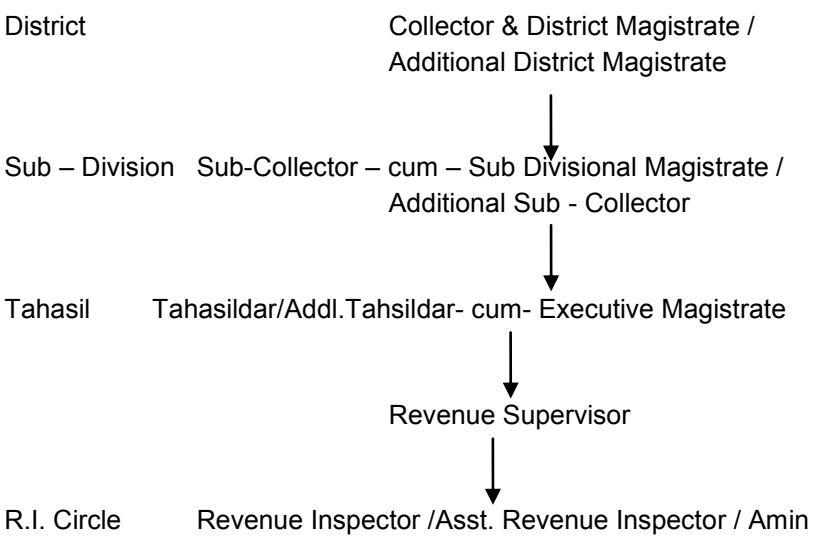 District Collector & District Magistrate /
Additional District Magistrate
Sub – Division Sub-Collector – cum – Sub Divisional Magistrate /
Additional Sub - Collector
Tahasil Tahasildar/Addl.Tahsildar- cum- Executive Magistrate
Revenue Supervisor
R.I. Circle Revenue Inspector /Asst. Revenue Inspector / Amin